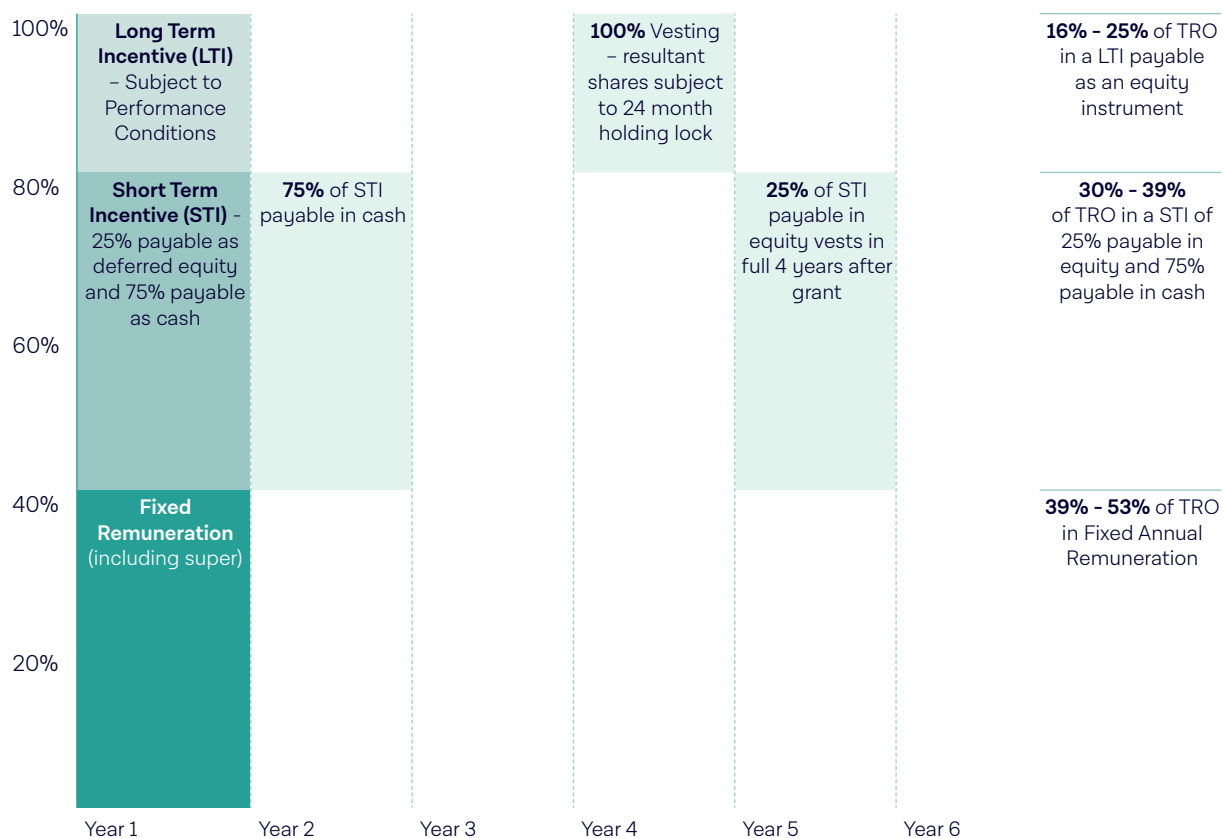 100%
Long Term
Incentive (LTI)
– Subject to
Performance
Conditions
100% Vesting
– resultant
shares subject
to 24 month
holding lock
16% - 25% of TRO
in a LTI payable
as an equity
instrument
80%
Short Term
Incentive (STI) -
25% payable as
deferred equity
and 75% payable
as cash
75% of STI
payable in cash
25% of STI
payable in
equity vests in
full 4 years after
grant
30% - 39%
of TRO in a STI of
25% payable in
equity and 75%
payable in cash
60%
40%
Fixed
Remuneration
(including super)
39% - 53% of TRO
in Fixed Annual
Remuneration
20%
Year 1
Year 2
Year 3
Year 4
Year 5
Year 6